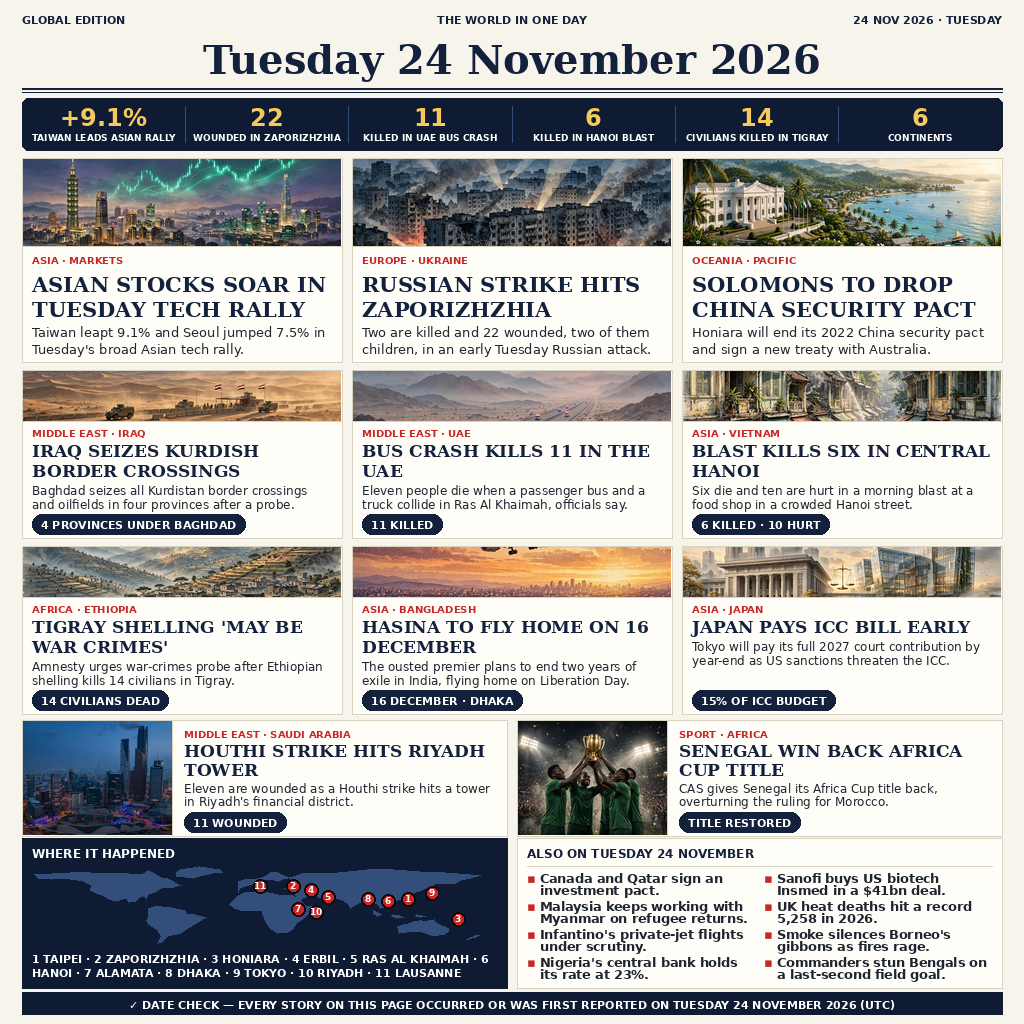 GLOBAL EDITION
THE WORLD IN ONE DAY
24 NOV 2026 · TUESDAY
Tuesday 24 November 2026
+9.1%
TAIWAN LEADS ASIAN RALLY
22
WOUNDED IN ZAPORIZHZHIA
11
KILLED IN UAE BUS CRASH
6
KILLED IN HANOI BLAST
14
CIVILIANS KILLED IN TIGRAY
6
CONTINENTS
ASIA · MARKETS
ASIAN STOCKS SOAR IN
TUESDAY TECH RALLY
Taiwan leapt 9.1% and Seoul jumped 7.5% in
Tuesday's broad Asian tech rally.
EUROPE · UKRAINE
RUSSIAN STRIKE HITS
ZAPORIZHZHIA
Two are killed and 22 wounded, two of them
children, in an early Tuesday Russian attack.
OCEANIA · PACIFIC
SOLOMONS TO DROP
CHINA SECURITY PACT
Honiara will end its 2022 China security pact
and sign a new treaty with Australia.
MIDDLE EAST · IRAQ
IRAQ SEIZES KURDISH
BORDER CROSSINGS
Baghdad seizes all Kurdistan border crossings
and oilfields in four provinces after a probe.
4 PROVINCES UNDER BAGHDAD
MIDDLE EAST · UAE
BUS CRASH KILLS 11 IN THE
UAE
Eleven people die when a passenger bus and a
truck collide in Ras Al Khaimah, officials say.
11 KILLED
ASIA · VIETNAM
BLAST KILLS SIX IN CENTRAL
HANOI
Six die and ten are hurt in a morning blast at a
food shop in a crowded Hanoi street.
6 KILLED · 10 HURT
AFRICA · ETHIOPIA
TIGRAY SHELLING 'MAY BE
WAR CRIMES'
Amnesty urges war-crimes probe after Ethiopian
shelling kills 14 civilians in Tigray.
14 CIVILIANS DEAD
ASIA · BANGLADESH
HASINA TO FLY HOME ON 16
DECEMBER
The ousted premier plans to end two years of
exile in India, flying home on Liberation Day.
16 DECEMBER · DHAKA
ASIA · JAPAN
JAPAN PAYS ICC BILL EARLY
Tokyo will pay its full 2027 court contribution by
year-end as US sanctions threaten the ICC.
15% OF ICC BUDGET
MIDDLE EAST · SAUDI ARABIA
HOUTHI STRIKE HITS RIYADH
TOWER
Eleven are wounded as a Houthi strike hits a tower
in Riyadh's financial district.
11 WOUNDED
SPORT · AFRICA
SENEGAL WIN BACK AFRICA
CUP TITLE
CAS gives Senegal its Africa Cup title back,
overturning the ruling for Morocco.
TITLE RESTORED
WHERE IT HAPPENED
11
2
4
5
7
10
8
6
1
9
3
1 TAIPEI · 2 ZAPORIZHZHIA · 3 HONIARA · 4 ERBIL · 5 RAS AL KHAIMAH · 6
HANOI · 7 ALAMATA · 8 DHAKA · 9 TOKYO · 10 RIYADH · 11 LAUSANNE
ALSO ON TUESDAY 24 NOVEMBER
■ Canada and Qatar sign an
investment pact.
■ Malaysia keeps working with
Myanmar on refugee returns.
■ Infantino's private-jet flights
under scrutiny.
■ Nigeria's central bank holds
its rate at 23%.
■ Sanofi buys US biotech
Insmed in a $41bn deal.
■ UK heat deaths hit a record
5,258 in 2026.
■ Smoke silences Borneo's
gibbons as fires rage.
■ Commanders stun Bengals on
a last-second field goal.
✓ DATE CHECK — EVERY STORY ON THIS PAGE OCCURRED OR WAS FIRST REPORTED ON TUESDAY 24 NOVEMBER 2026 (UTC)